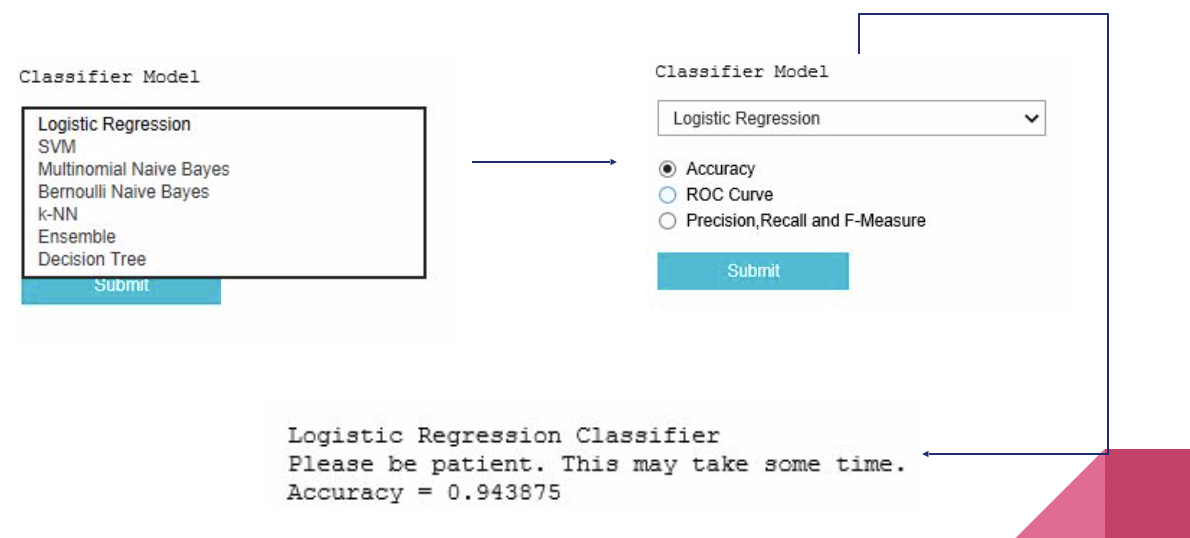 Classifier Model
Logistic Regression
SVM
Multinomial Naive Bayes
Bernoulli Naive Bayes
k-NN
Ensemble
Decision Tree
Submit
Classifier Model
Logistic Regression
Accuracy
ROC Curve
Precision,Recall and F-Measure
Submit
Logistic Regression Classifier
Please be patient. This may take some time.
Accuracy = 0.943875